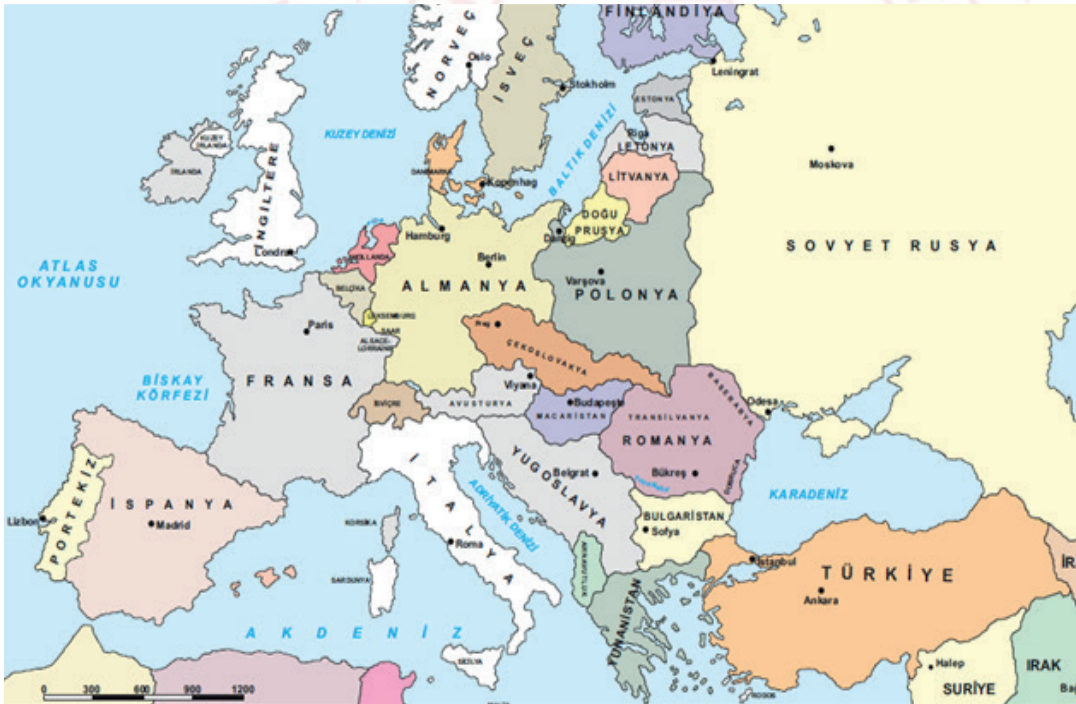 FİNLANDİYA
NORVEÇ
Oslo
İSVEÇ
Stokholm
Leningrat
ESTONYA
KUZEY DENİZİ
BALTIK DENİZİ
Riga
LETONYA
Moskova
KUZEY
İRLANDA
İRLANDA
İNGİLTERE
Londra
DANİMARKA
Kopenhag
LİTVANYA
DOĞU
PRUSYA
Danzig
SOVYET RUSYA
Hamburg
Berlin
HOLLANDA
ATLAS
OKYANUSU
ALMANYA
Varşova
POLONYA
BELÇİKA
LÜKSEMBURG
SAAR
ALSACE-
LORRAINE
Paris
Prag
ÇEKOSLOVAKYA
BİSKAY
KÖRFEZİ
FRANSA
İSVİÇRE
Viyana
AVUSTURYA
Budapeşte
MACARİSTAN
TRANSİLVANYA
ROMANYA
BASERABYA
Odesa
İTALYA
YUGOSLAVYA
Belgrat
Bükreş
DOBRUCA
KARADENİZ
ADRİYATİK DENİZİ
PORTEKİZ
Lizbon
İSPANYA
Madrid
KORSİKA
Roma
SARDUNYA
BULGARİSTAN
Sofya
ARNAVUTLUK
YUNANİSTAN
İstanbul
TÜRKİYE
Ankara
AKDENİZ
SİCİLYA
RODOS
Halep
SURİYE
IRAK
0 300 600 900 1200